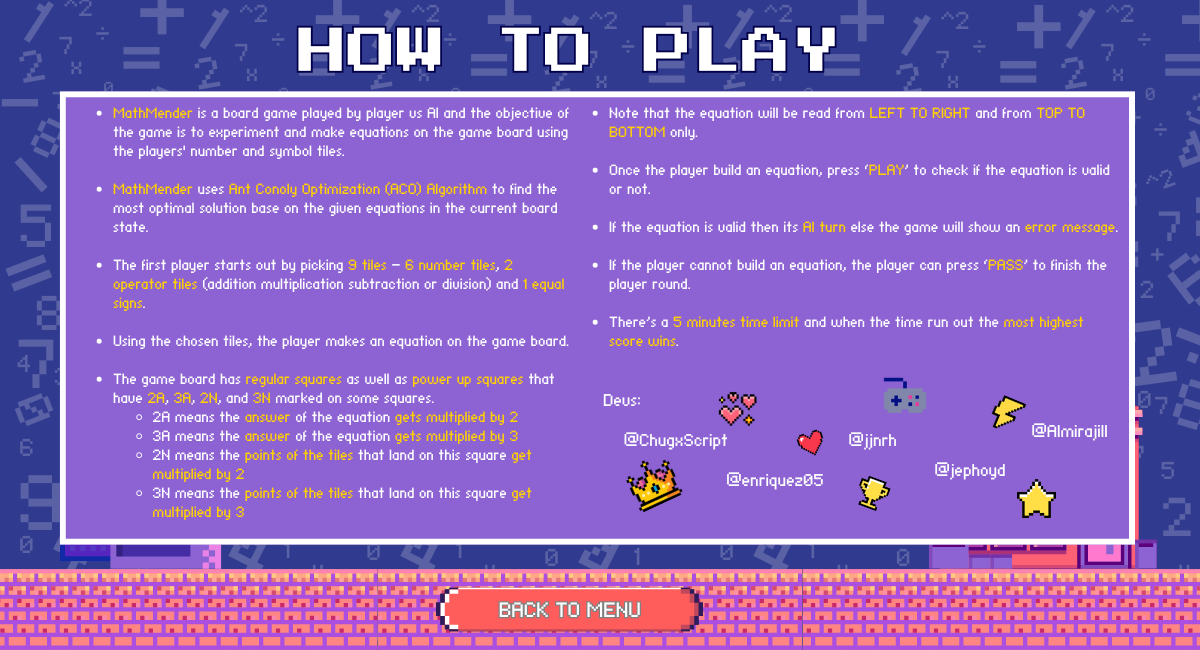 HOW TO PLAY
• MathMender is a board game played by player vs AI and the objective of
the game is to experiment and make equations on the game board using
the players' number and symbol tiles.
• MathMender uses Ant Conoly Optimization (ACO) Algorithm to find the
most optimal solution base on the given equations in the current board
state.
• The first player starts out by picking 9 tiles – 6 number tiles, 2
operator tiles (addition multiplication subtraction or division) and 1 equal
signs.
• Using the chosen tiles, the player makes an equation on the game board.
• The game board has regular squares as well as power up squares that
have 2A, 3A, 2N, and 3N marked on some squares.
○ 2A means the answer of the equation gets multiplied by 2
○ 3A means the answer of the equation gets multiplied by 3
○ 2N means the points of the tiles that land on this square get
multiplied by 2
○ 3N means the points of the tiles that land on this square get
multiplied by 3
• Note that the equation will be read from LEFT TO RIGHT and from TOP TO
BOTTOM only.
• Once the player build an equation, press ‘PLAY’ to check if the equation is valid
or not.
• If the equation is valid then its AI turn else the game will show an error message.
• If the player cannot build an equation, the player can press ‘PASS’ to finish the
player round.
• There's a 5 minutes time limit and when the time run out the most highest
score wins.
Devs:
@ChugxScript
@jjnrh
@Almirajill
@enriquez05
@jephoyd
BACK TO MENU